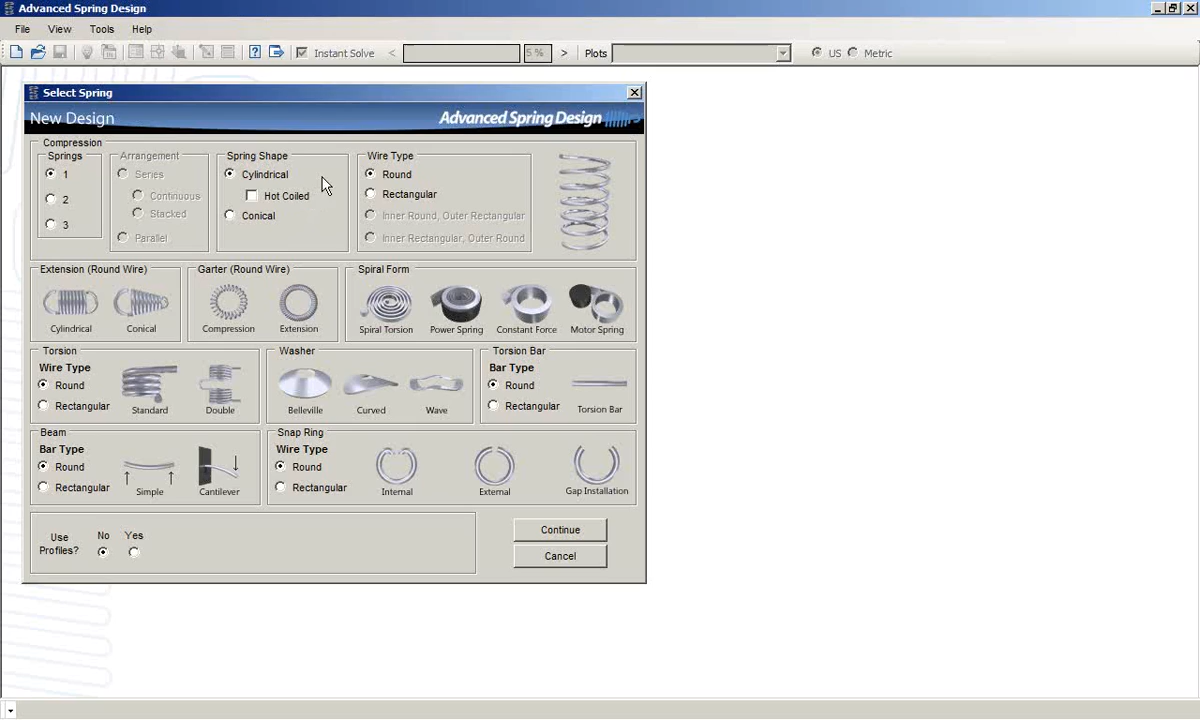 Advanced Spring Design
File View Tools Help
Instant Solve < 5 % > Plots US Metric
Select Spring
New Design Advanced Spring Design
Compression
Springs Arrangement Spring Shape Wire Type
1 Series Cylindrical Round
Continuous Hot Coiled Rectangular
2 Stacked Conical Inner Round, Outer Rectangular
3 Parallel Inner Rectangular, Outer Round
Extension (Round Wire) Garter (Round Wire) Spiral Form
Cylindrical Conical Compression Extension Spiral Torsion Power Spring Constant Force Motor Spring
Torsion Washer Torsion Bar
Wire Type Bar Type
Round Round
Rectangular Rectangular
Standard Double Belleville Curved Wave Torsion Bar
Beam Snap Ring
Bar Type Wire Type
Round Round
Rectangular Rectangular
Simple Cantilever Internal External Gap Installation
Use Profiles? No Yes
Continue
Cancel